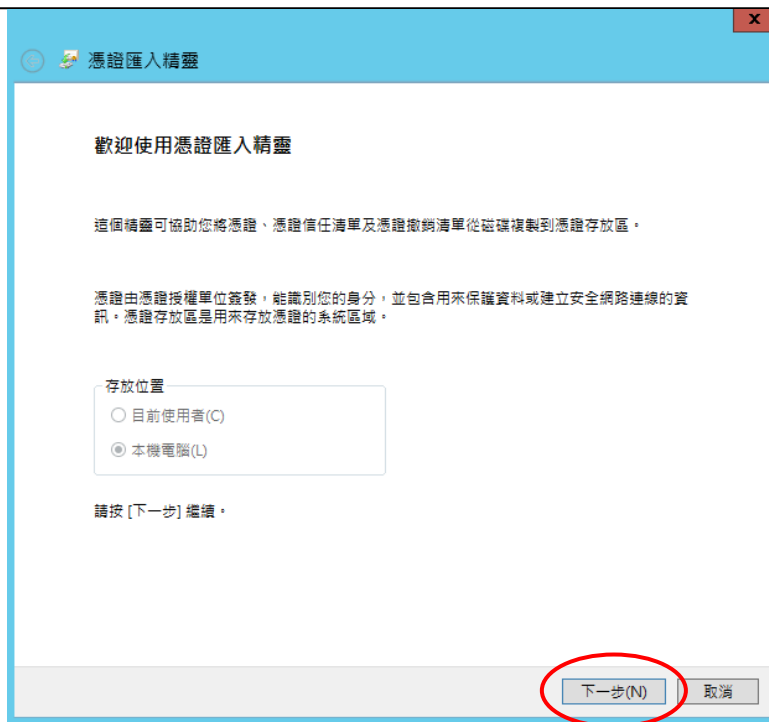 X
憑證匯入精靈
歡迎使用憑證匯入精靈
這個精靈可協助您將憑證、憑證信任清單及憑證撤銷清單從磁碟複製到憑證存放區。
憑證由憑證授權單位簽發，能識別您的身分，並包含用來保護資料或建立安全網路連線的資
訊。憑證存放區是用來存放憑證的系統區域。
存放位置
目前使用者(C)
本機電腦(L)
請按 [下一步] 繼續。
下一步(N)
取消